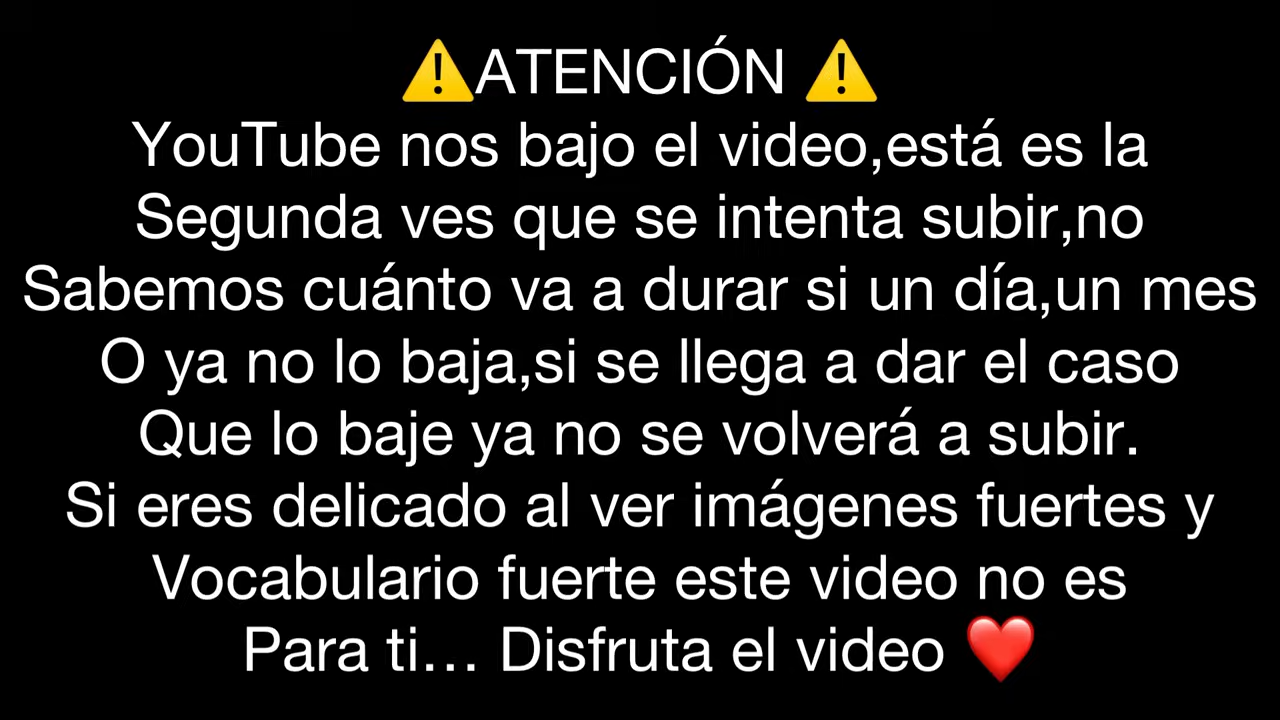 ⚠️ATENCIÓN ⚠️
YouTube nos bajo el video,está es la
Segunda ves que se intenta subir,no
Sabemos cuánto va a durar si un día,un mes
O ya no lo baja,si se llega a dar el caso
Que lo baje ya no se volverá a subir.
Si eres delicado al ver imágenes fuertes y
Vocabulario fuerte este video no es
Para ti... Disfruta el video ❤️